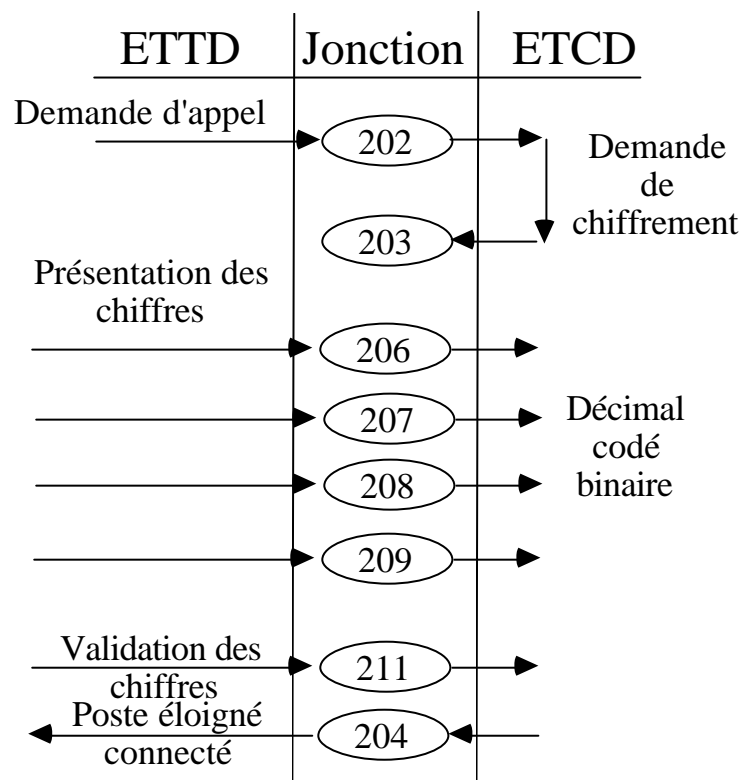 ETTD Jonction ETCD
Demande d'appel
202
Demande
de
chiffrement
203
Présentation des
chiffres
206
207
Décimal
codé
binaire
208
209
Validation des
chiffres
211
Poste éloigné
connecté
204